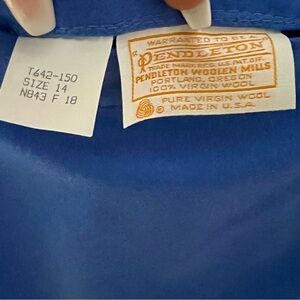 T642-150
SIZE 14
N843 F 18
WARRANTED TO BE A
PENDLETON
TRADE MARK REG. U.S. PAT. OFF.
PENDLETON WOOLEN MILLS
PORTLAND, OREGON
100% VIRGIN WOOL
PURE VIRGIN WOOL
MADE IN U.S.A.